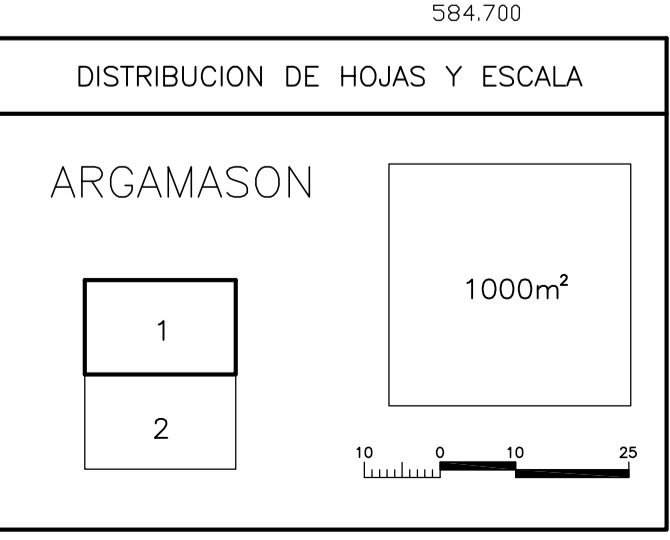 584.700
DISTRIBUCION DE HOJAS Y ESCALA
ARGAMASON
1000m²
1
2
10 0 10 25